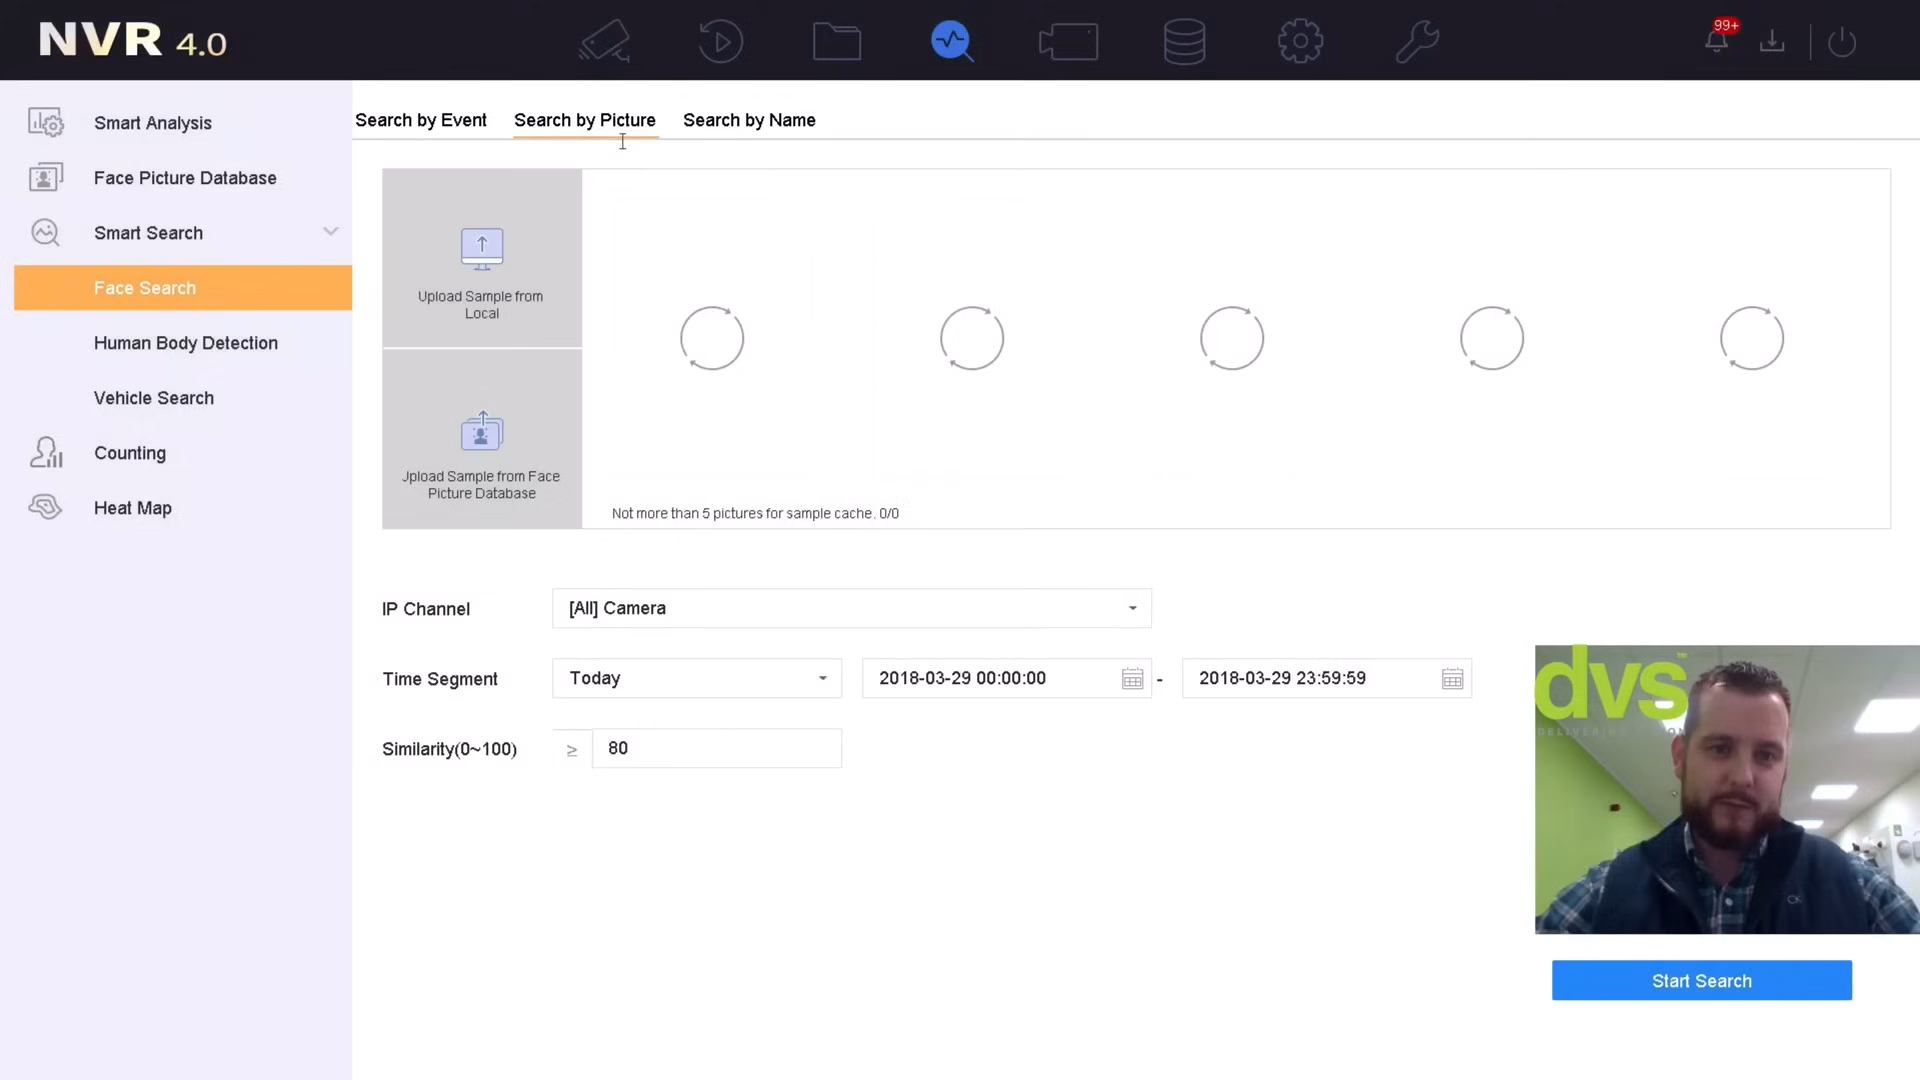 NVR 4.0
99+
Smart Analysis
Face Picture Database
Smart Search
Face Search
Human Body Detection
Vehicle Search
Counting
Heat Map
Search by Event Search by Picture Search by Name
Upload Sample from
Local
Jpload Sample from Face
Picture Database
Not more than 5 pictures for sample cache. 0/0
IP Channel [All] Camera
Time Segment Today 2018-03-29 00:00:00 - 2018-03-29 23:59:59
Similarity(0~100) ≥ 80
dvs
Start Search